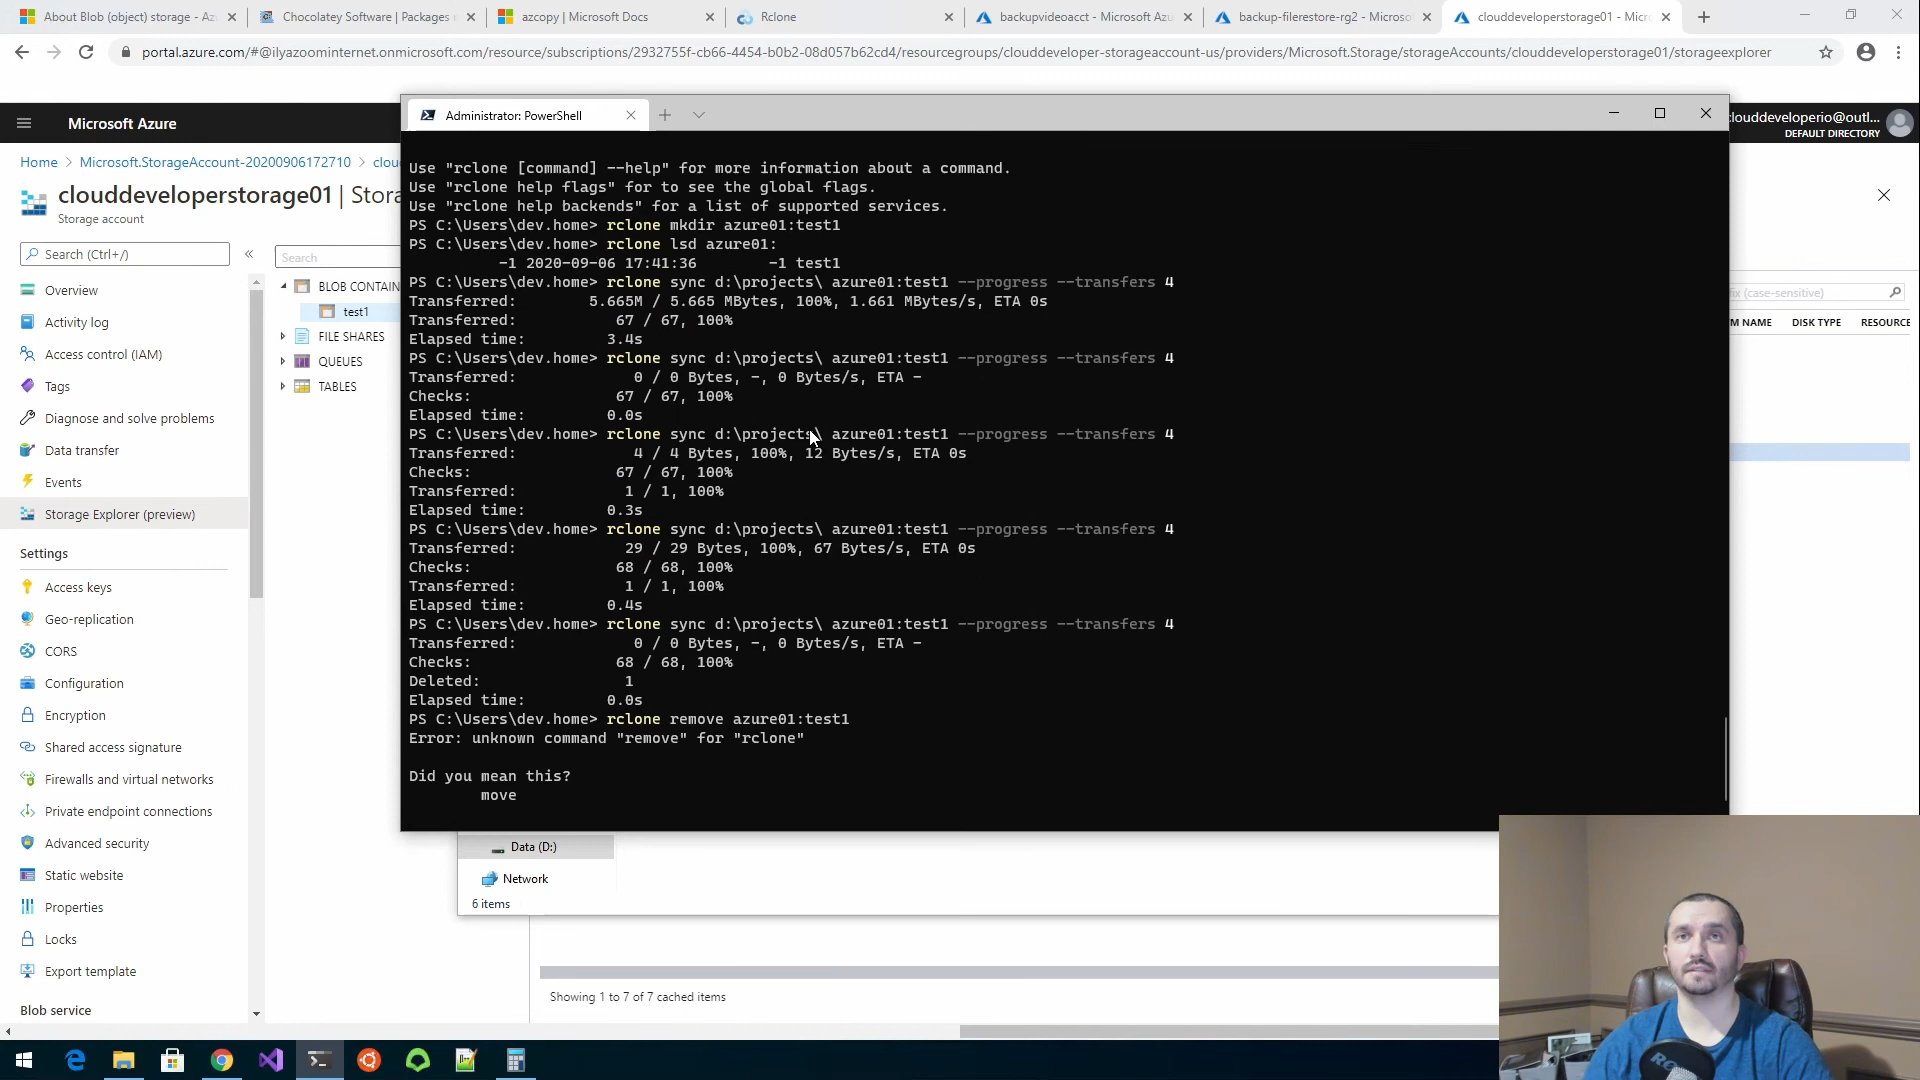 About Blob (object) storage - Az
Chocolatey Software | Packages m
azcopy | Microsoft Docs
Rclone
backupvideoacct - Microsoft Azu
backup-filerestore-rg2 - Microso
clouddeveloperstorage01 - Micro
portal.azure.com/#@ilyazoominternet.onmicrosoft.com/resource/subscriptions/2932755f-cb66-4454-b0b2-08d057b62cd4/resourcegroups/clouddeveloper-storageaccount-us/providers/Microsoft.Storage/storageAccounts/clouddeveloperstorage01/storageexplorer
Microsoft Azure
Administrator: PowerShell
clouddeveloperio@outl...
DEFAULT DIRECTORY
Home > Microsoft.StorageAccount-20200906172710 > clou
clouddeveloperstorage01 | Stora
Storage account
Search (Ctrl+/)
«
Overview
Activity log
Access control (IAM)
Tags
Diagnose and solve problems
Data transfer
Events
Storage Explorer (preview)
Settings
Access keys
Geo-replication
CORS
Configuration
Encryption
Shared access signature
Firewalls and virtual networks
Private endpoint connections
Advanced security
Static website
Properties
Locks
Export template
Blob service
Search
BLOB CONTAIN
test1
FILE SHARES
QUEUES
TABLES
Use "rclone [command] --help" for more information about a command.
Use "rclone help flags" for to see the global flags.
Use "rclone help backends" for a list of supported services.
PS C:\Users\dev.home> rclone mkdir azure01:test1
PS C:\Users\dev.home> rclone lsd azure01:
-1 2020-09-06 17:41:36 -1 test1
PS C:\Users\dev.home> rclone sync d:\projects\ azure01:test1 --progress --transfers 4
Transferred: 5.665M / 5.665 MBytes, 100%, 1.661 MBytes/s, ETA 0s
Transferred: 67 / 67, 100%
Elapsed time: 3.4s
PS C:\Users\dev.home> rclone sync d:\projects\ azure01:test1 --progress --transfers 4
Transferred: 0 / 0 Bytes, -, 0 Bytes/s, ETA -
Checks: 67 / 67, 100%
Elapsed time: 0.0s
PS C:\Users\dev.home> rclone sync d:\projects\ azure01:test1 --progress --transfers 4
Transferred: 4 / 4 Bytes, 100%, 12 Bytes/s, ETA 0s
Checks: 67 / 67, 100%
Transferred: 1 / 1, 100%
Elapsed time: 0.3s
PS C:\Users\dev.home> rclone sync d:\projects\ azure01:test1 --progress --transfers 4
Transferred: 29 / 29 Bytes, 100%, 67 Bytes/s, ETA 0s
Checks: 68 / 68, 100%
Transferred: 1 / 1, 100%
Elapsed time: 0.4s
PS C:\Users\dev.home> rclone sync d:\projects\ azure01:test1 --progress --transfers 4
Transferred: 0 / 0 Bytes, -, 0 Bytes/s, ETA -
Checks: 68 / 68, 100%
Deleted: 1
Elapsed time: 0.0s
PS C:\Users\dev.home> rclone remove azure01:test1
Error: unknown command "remove" for "rclone"
Did you mean this?
move
fix (case-sensitive)
M NAME DISK TYPE RESOURCE
Data (D:)
Network
6 items
Showing 1 to 7 of 7 cached items